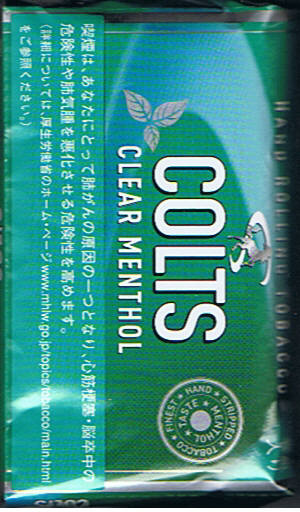 喫煙は、あなたにとって肺がんの原因の一つとなり、心筋梗塞・脳卒中の
危険性や肺気腫を悪化させる危険性を高めます。
(詳細については、厚生労働省のホーム・ページ www.mhlw.go.jp/topics/tobacco/main.html
をご参照ください。)
COLTS
CLEAR MENTHOL
FINEST HAND STRIPPED TOBACCO
TASTE MENTHOL
HAND ROLLING TOBACCO
COLTS